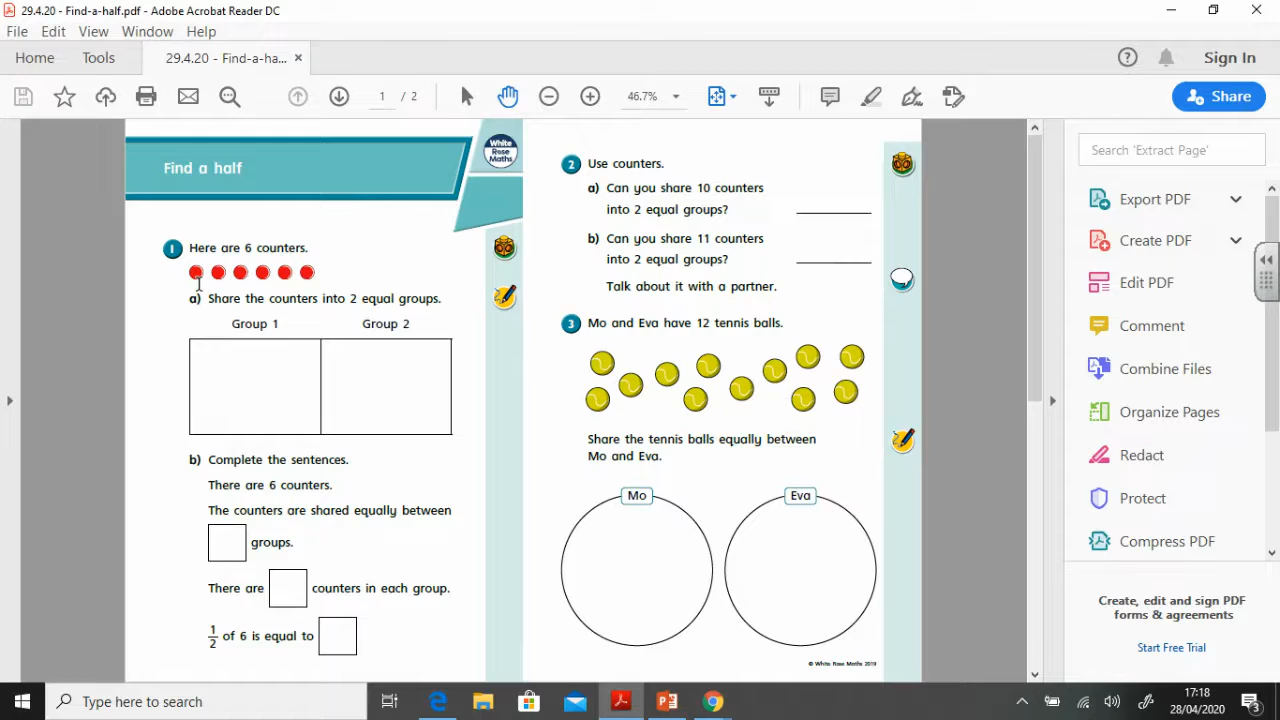 29.4.20 - Find-a-half.pdf - Adobe Acrobat Reader DC
File Edit View Window Help
Home Tools 29.4.20 - Find-a-ha... × Sign In
1 / 2 46.7% Share
Find a half
White Rose Maths
1 Here are 6 counters.
a) Share the counters into 2 equal groups.
Group 1 Group 2
b) Complete the sentences.
There are 6 counters.
The counters are shared equally between
groups.
There are counters in each group.
1/2 of 6 is equal to
2 Use counters.
a) Can you share 10 counters
into 2 equal groups?
b) Can you share 11 counters
into 2 equal groups?
Talk about it with a partner.
3 Mo and Eva have 12 tennis balls.
Share the tennis balls equally between
Mo and Eva.
Mo Eva
© White Rose Maths 2019
Search 'Extract Page'
Export PDF
Create PDF
Edit PDF
Comment
Combine Files
Organize Pages
Redact
Protect
Compress PDF
Create, edit and sign PDF
forms & agreements
Start Free Trial
Type here to search
17:18
28/04/2020
3